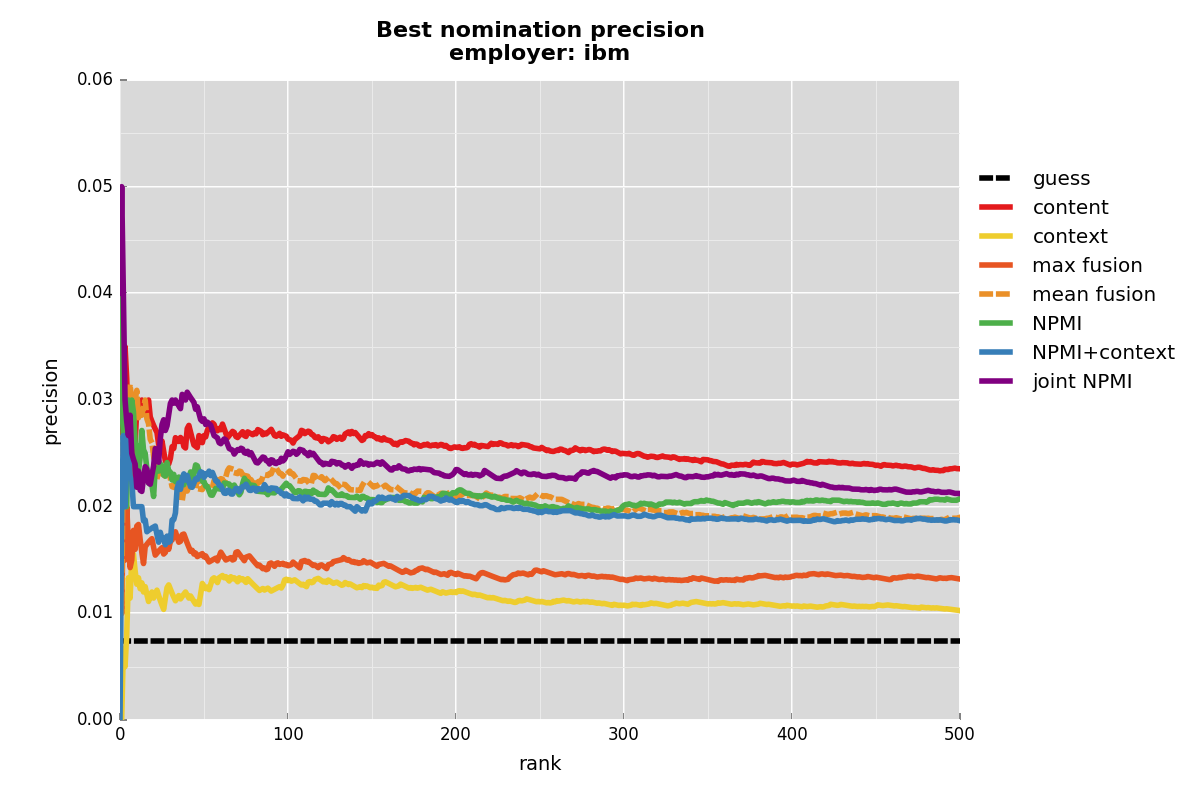 Best nomination precision
employer: ibm
0.06
0.05
0.04
0.03
0.02
0.01
0.00
precision
0
100
200
300
400
500
rank
guess
content
context
max fusion
mean fusion
NPMI
NPMI+context
joint NPMI